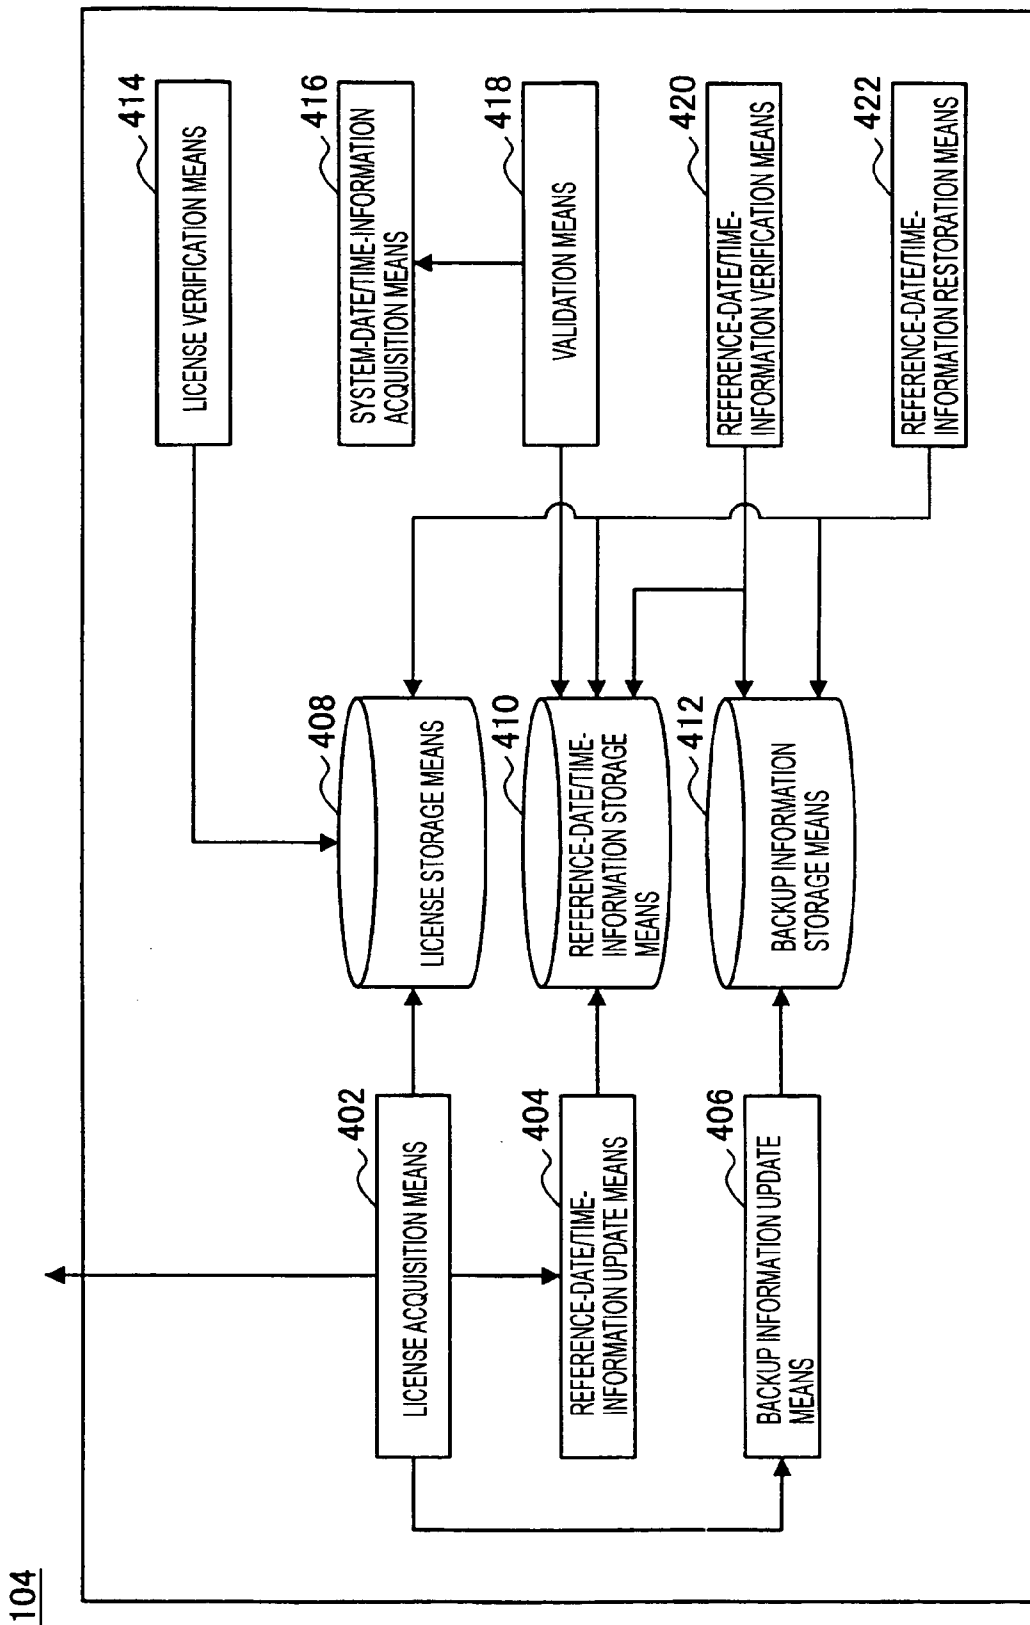 104
402
LICENSE ACQUISITION MEANS
404
REFERENCE-DATE/TIME-
INFORMATION UPDATE MEANS
406
BACKUP INFORMATION UPDATE
MEANS
408
LICENSE STORAGE MEANS
410
REFERENCE-DATE/TIME-
INFORMATION STORAGE
MEANS
412
BACKUP INFORMATION
STORAGE MEANS
414
LICENSE VERIFICATION MEANS
416
SYSTEM-DATE/TIME-INFORMATION
ACQUISITION MEANS
418
VALIDATION MEANS
420
REFERENCE-DATE/TIME-
INFORMATION VERIFICATION MEANS
422
REFERENCE-DATE/TIME-
INFORMATION RESTORATION MEANS